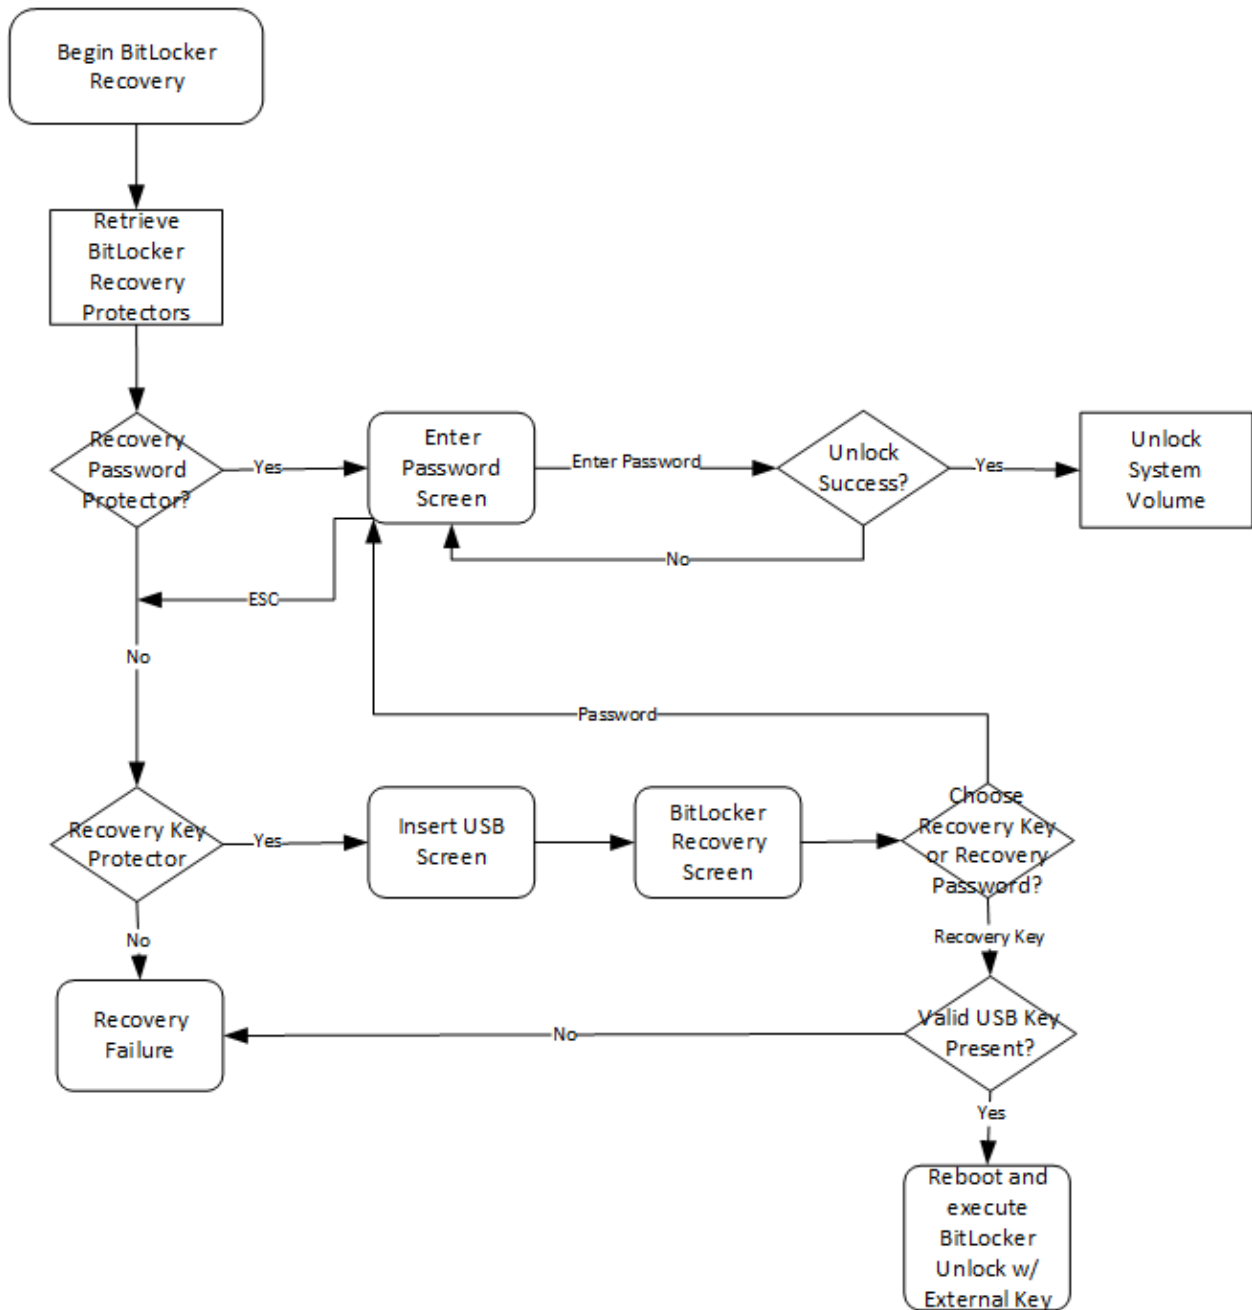 Begin BitLocker
Recovery
Retrieve
BitLocker
Recovery
Protectors
Recovery
Password
Protector?
Yes
Enter
Password
Screen
Enter Password
Unlock
Success?
Yes
Unlock
System
Volume
No
ESC
No
Password
Recovery Key
Protector
Yes
Insert USB
Screen
BitLocker
Recovery
Screen
Choose
Recovery Key
or Recovery
Password?
No
Recovery Key
Recovery
Failure
No
Valid USB Key
Present?
Yes
Reboot and
execute
BitLocker
Unlock w/
External Key